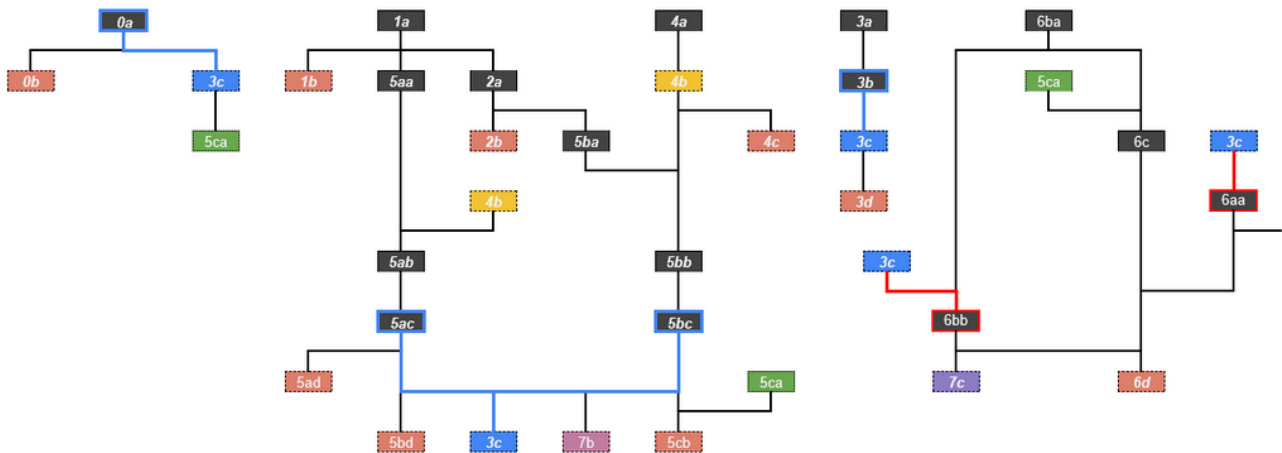 0a 1a 4a 3a 6ba
0b 3c 1b 5aa 2a 4b 3b 5ca
5ca 2b 5ba 4c 3c 6c 3c
4b 3d 6aa
5ab 5bb 3c
5ac 5bc 6bb
5ad 5ca 7c 6d
5bd 3c 7b 5cb